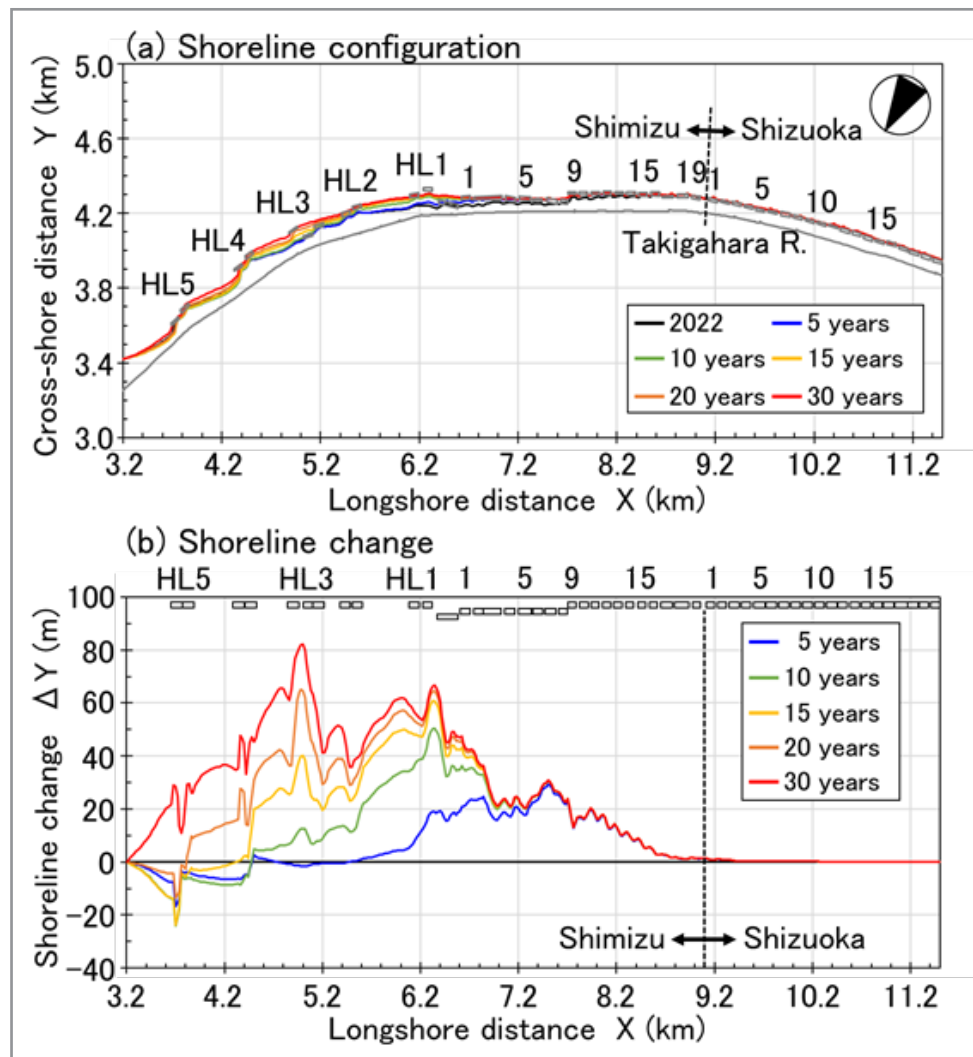 (a) Shoreline configuration
Cross-shore distance Y (km)
5.0
4.6
4.2
3.8
3.4
3.0
Shimizu Shizuoka
HL1 1 5 9 15 19 1 5 10 15
HL2
HL3
HL4
HL5
Takigahara R.
2022 5 years
10 years 15 years
20 years 30 years
3.2 4.2 5.2 6.2 7.2 8.2 9.2 10.2 11.2
Longshore distance X (km)
(b) Shoreline change
HL5 HL3 HL1 1 5 9 15 1 5 10 15
Shoreline change ΔY (m)
100
80
60
40
20
0
-20
-40
5 years
10 years
15 years
20 years
30 years
Shimizu Shizuoka
3.2 4.2 5.2 6.2 7.2 8.2 9.2 10.2 11.2
Longshore distance X (km)